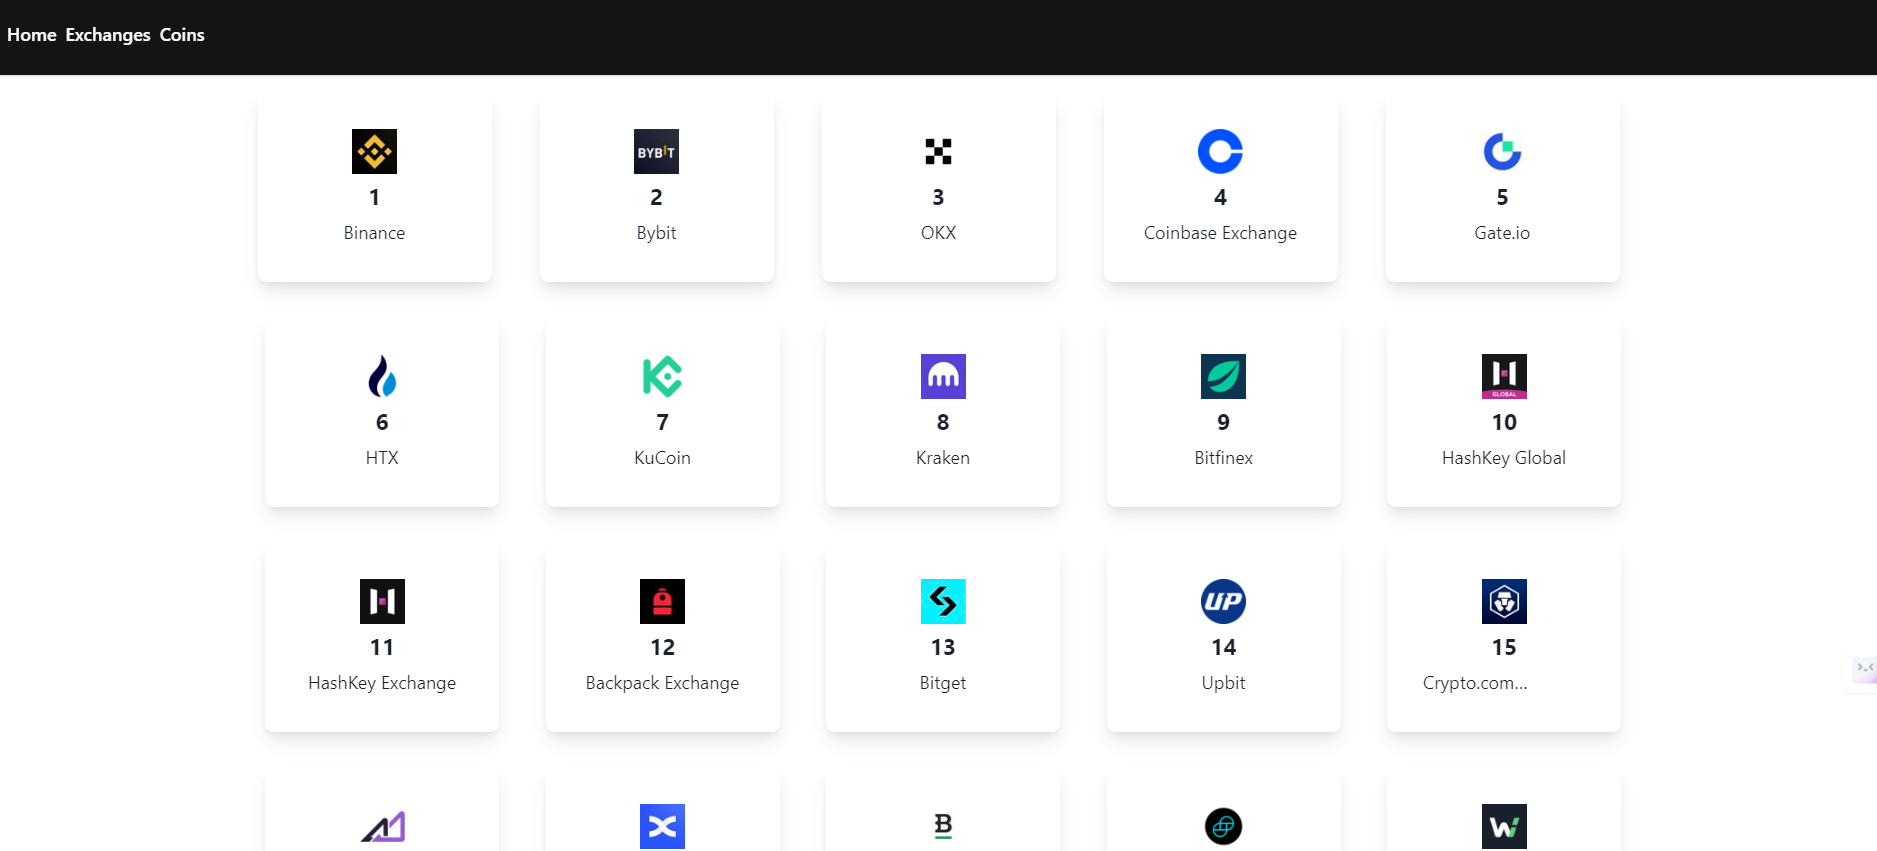 Home Exchanges Coins
BYBIT
1
2
3
4
5
Binance
Bybit
OKX
Coinbase Exchange
Gate.io
GLOBAL
6
7
8
9
10
HTX
KuCoin
Kraken
Bitfinex
HashKey Global
UP
11
12
13
14
15
HashKey Exchange
Backpack Exchange
Bitget
Upbit
Crypto.com...